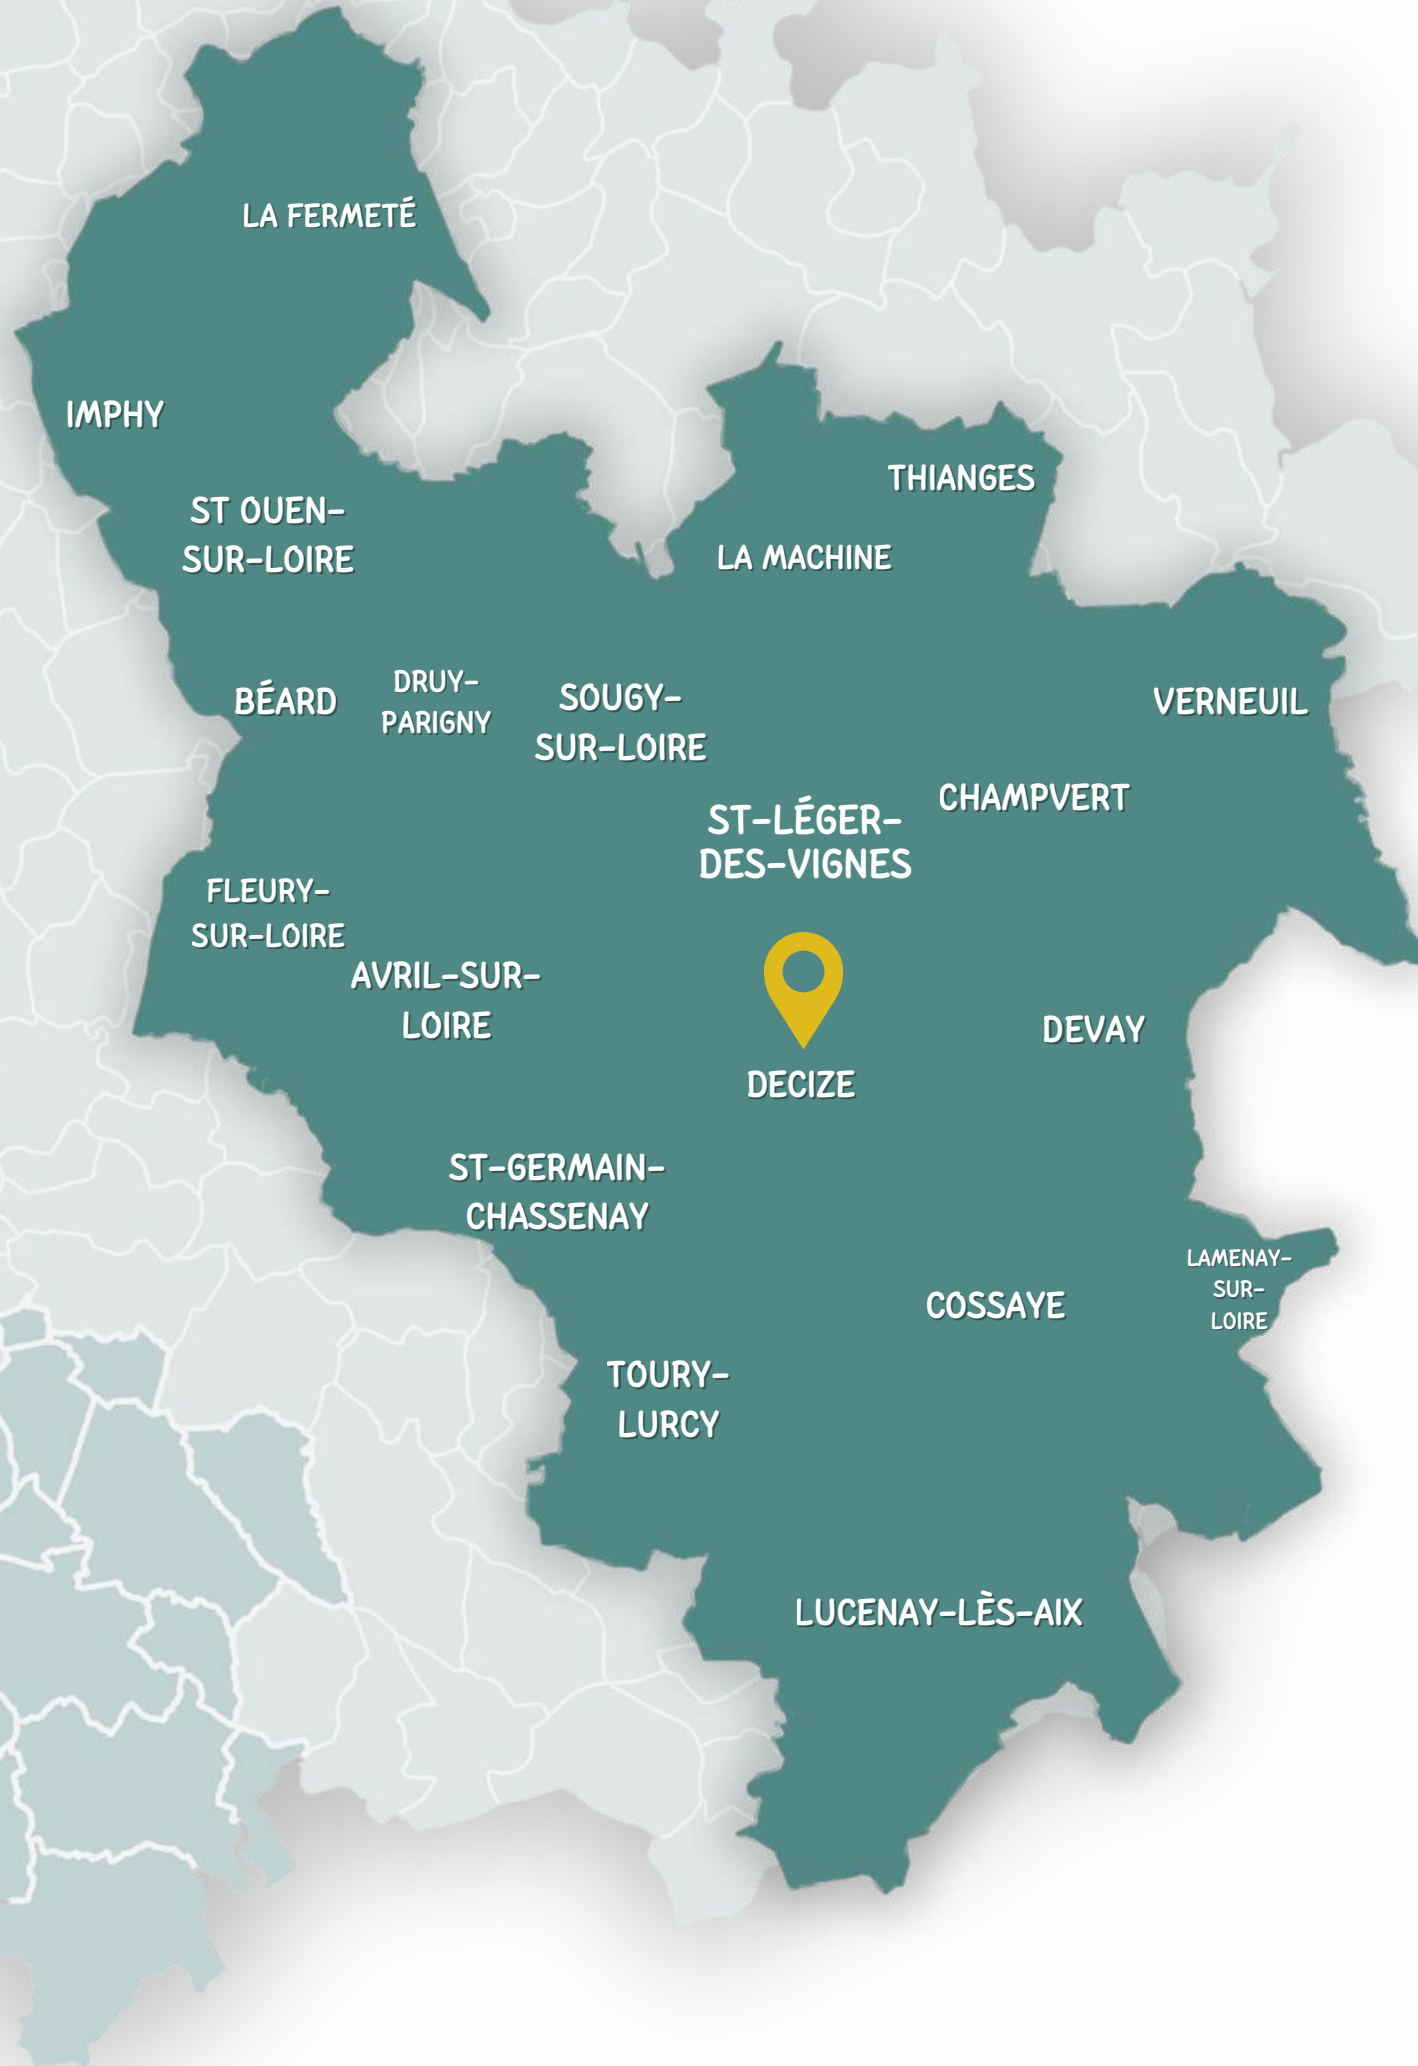 LA FERMETÉ
IMPHY
THIANGES
ST OUEN-
SUR-LOIRE
LA MACHINE
BÉARD
DRUY-
PARIGNY
SOUGY-
SUR-LOIRE
VERNEUIL
CHAMPVERT
ST-LÉGER-
DES-VIGNES
FLEURY-
SUR-LOIRE
AVRIL-SUR-
LOIRE
DEVAY
DECIZE
ST-GERMAIN-
CHASSENAY
LAMENAY-
SUR-
LOIRE
COSSAYE
TOURY-
LURCY
LUCENAY-LÈS-AIX